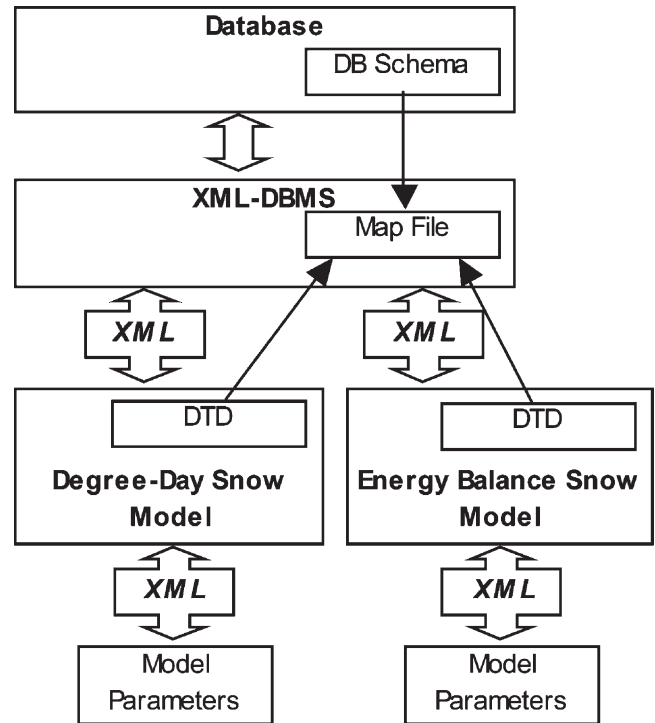 Database
DB Schema
XML-DBMS
Map File
XML
XML
DTD
Degree-Day Snow
Model
DTD
Energy Balance Snow
Model
XML
XML
Model
Parameters
Model
Parameters